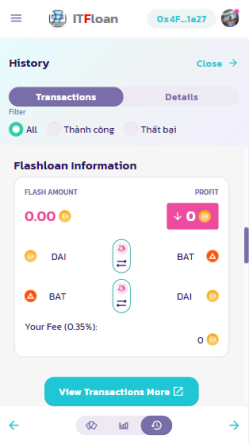 ITFloan
0x4F...1a27
History
Close
Transactions
Details
Filter
All
Thành công
Thất bại
Flashloan Information
FLASH AMOUNT
PROFIT
0.00
0
DAI
BAT
BAT
DAI
Your Fee (0.35%):
0
View Transactions More